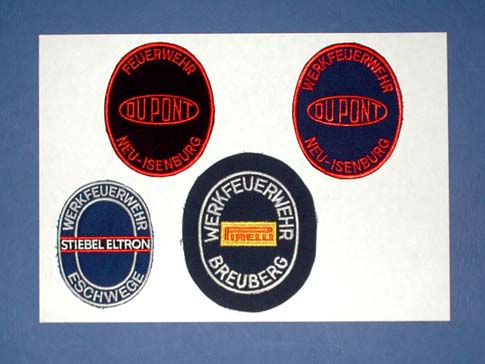 FEUERWEHR
DU PONT
NEU-ISENBURG
WERKFEUERWEHR
DU PONT
NEU-ISENBURG
WERKFEUERWEHR
STIEBEL ELTRON
ESCHWEGE
WERKFEUERWEHR
PIRELLI
BREUBERG